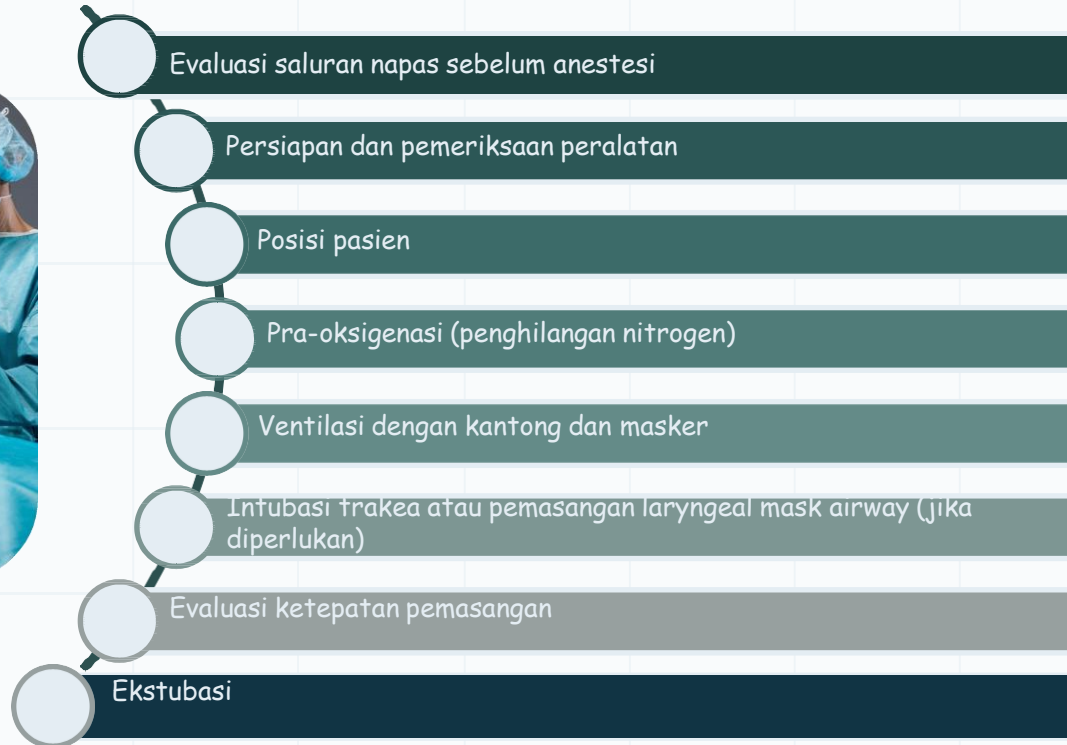 Evaluasi saluran napas sebelum anestesi
Persiapan dan pemeriksaan peralatan
Posisi pasien
Pra-oksigenasi (penghilangan nitrogen)
Ventilasi dengan kantong dan masker
Intubasi trakea atau pemasangan laryngeal mask airway (jika
diperlukan)
Evaluasi ketepatan pemasangan
Ekstubasi